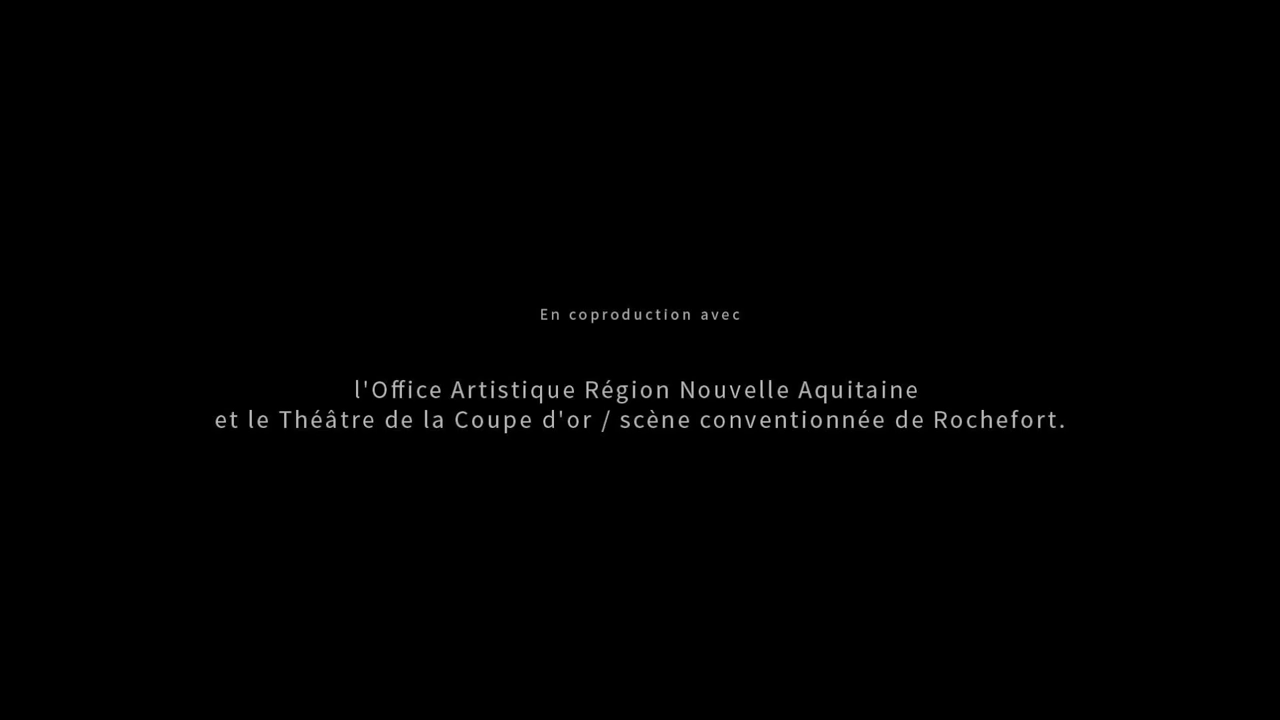 En coproduction avec
l'Office Artistique Région Nouvelle Aquitaine
et le Théâtre de la Coupe d'or / scène conventionnée de Rochefort.